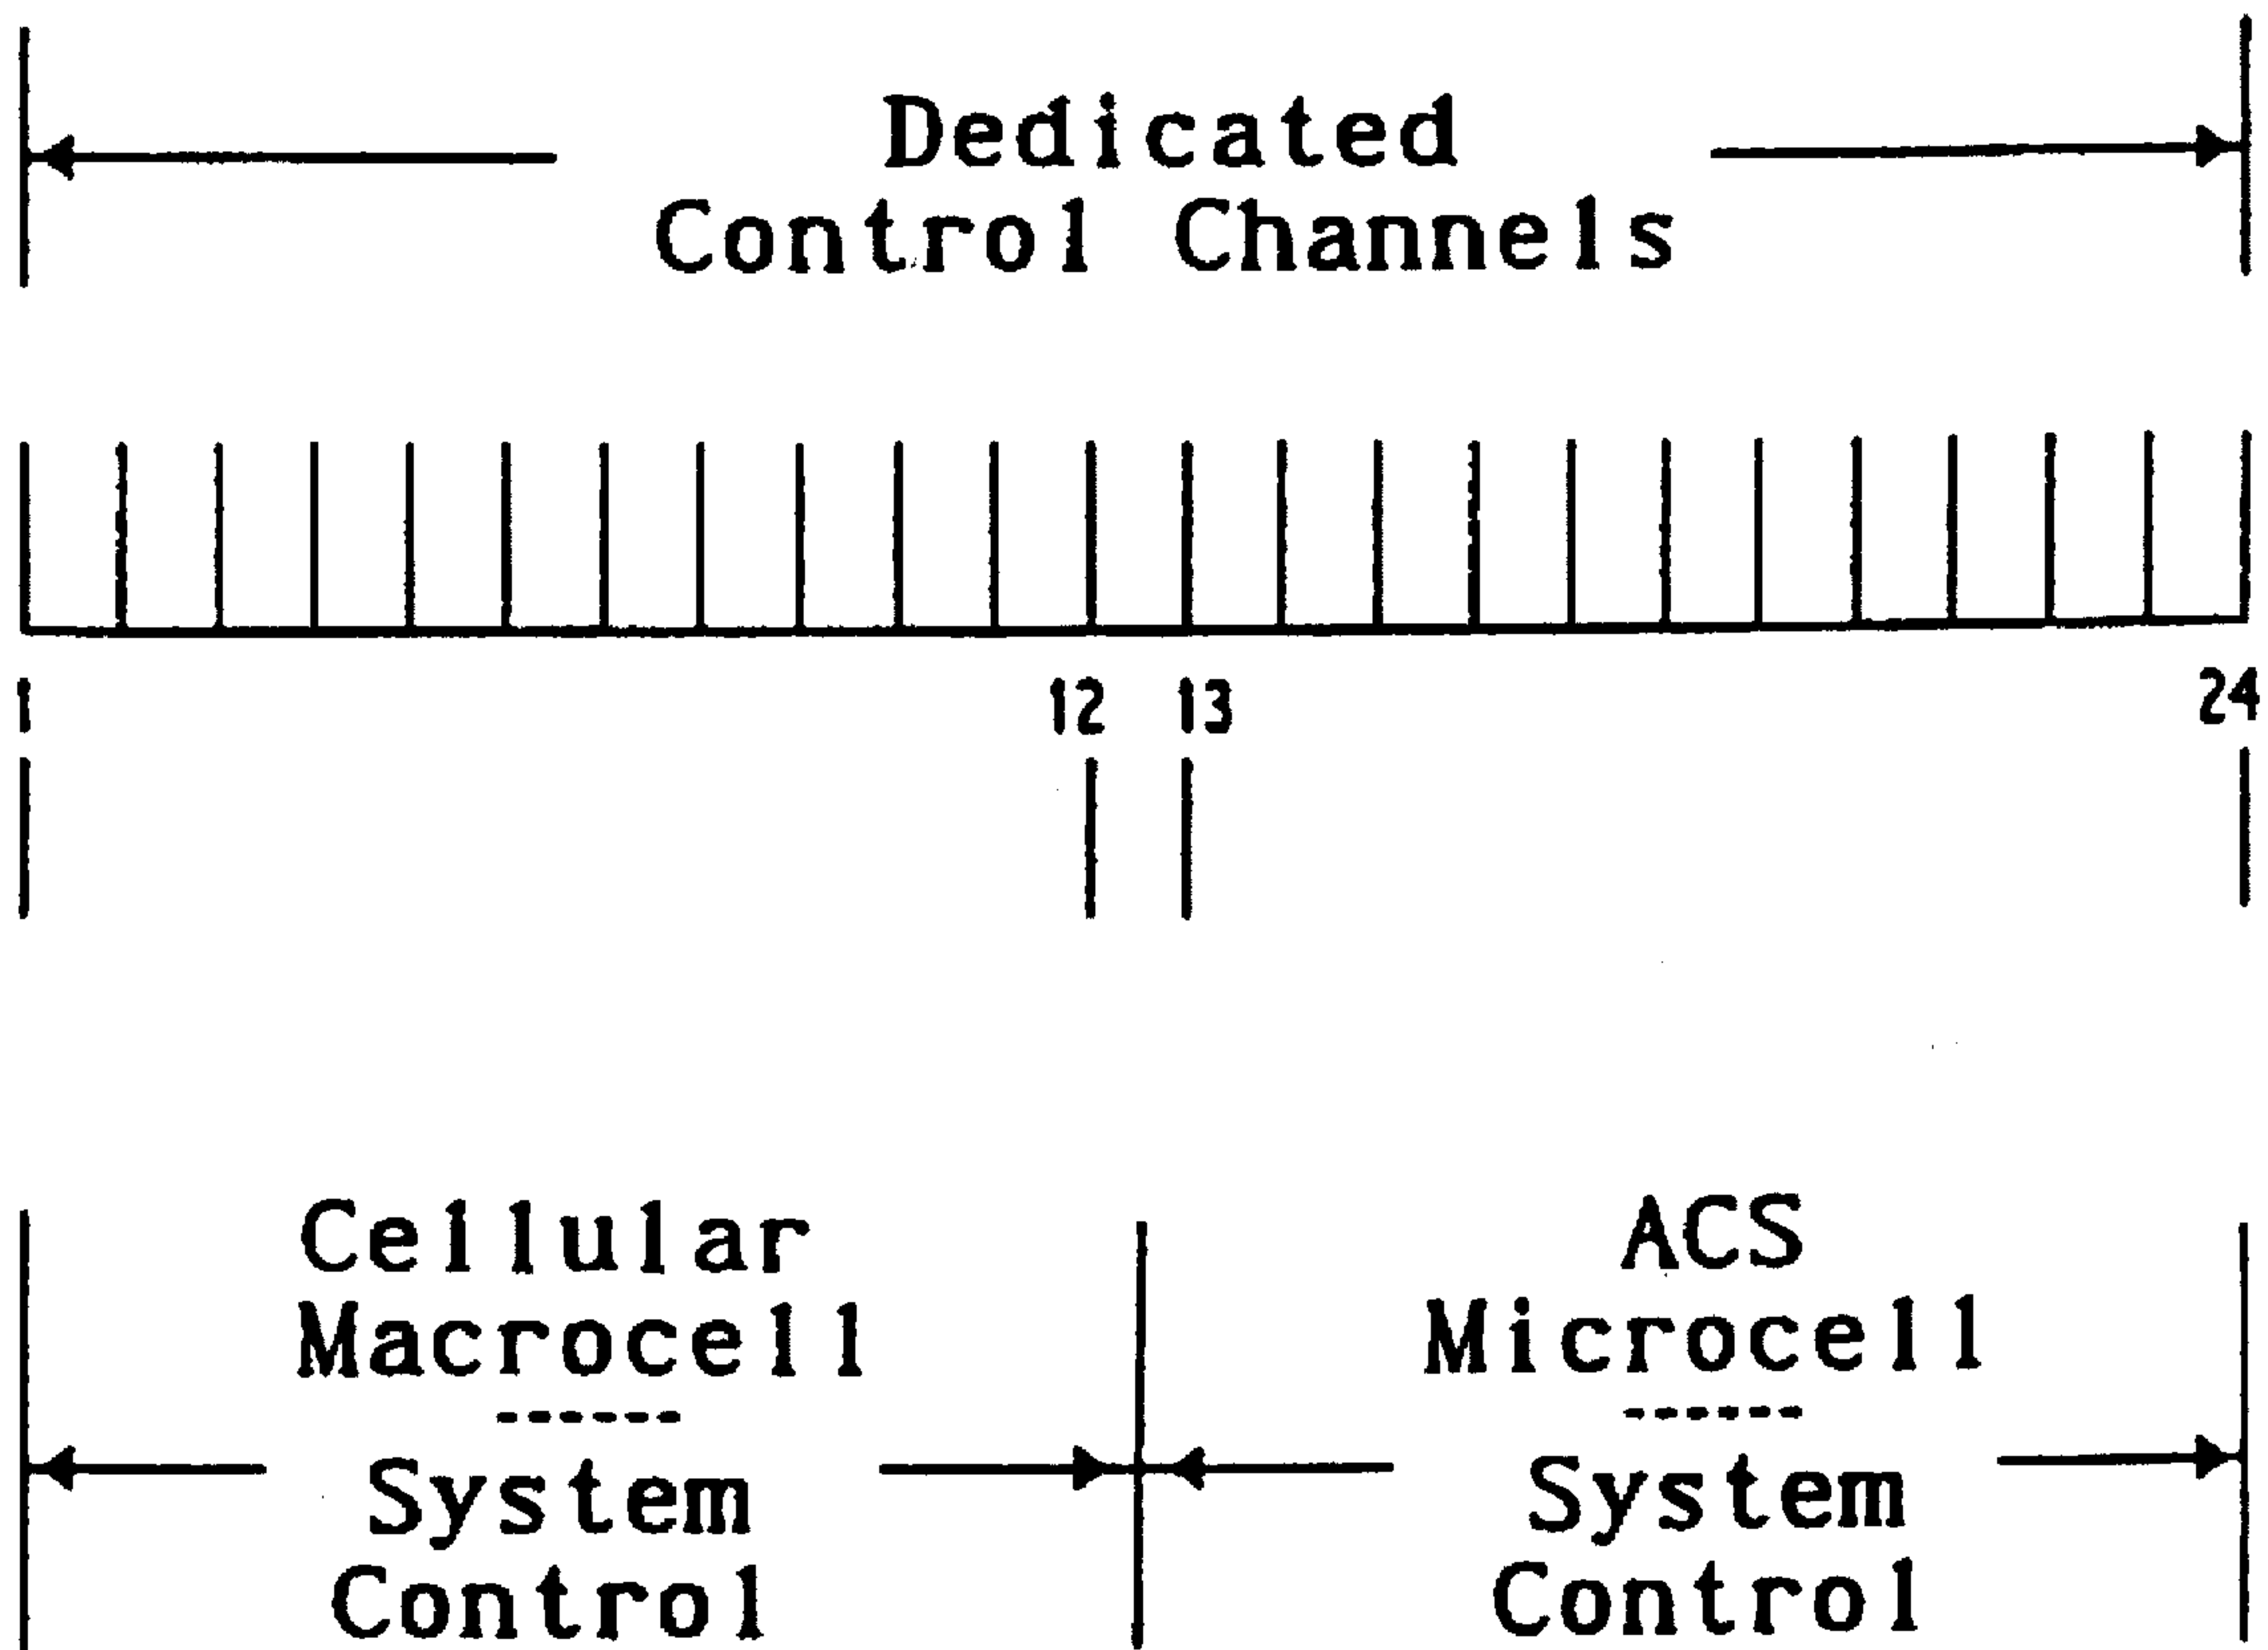 Dedicated
Control Channels
1 12 13 24
Cellular
Macrocell
------
System
Control
ACS
Microcell
------
System
Control